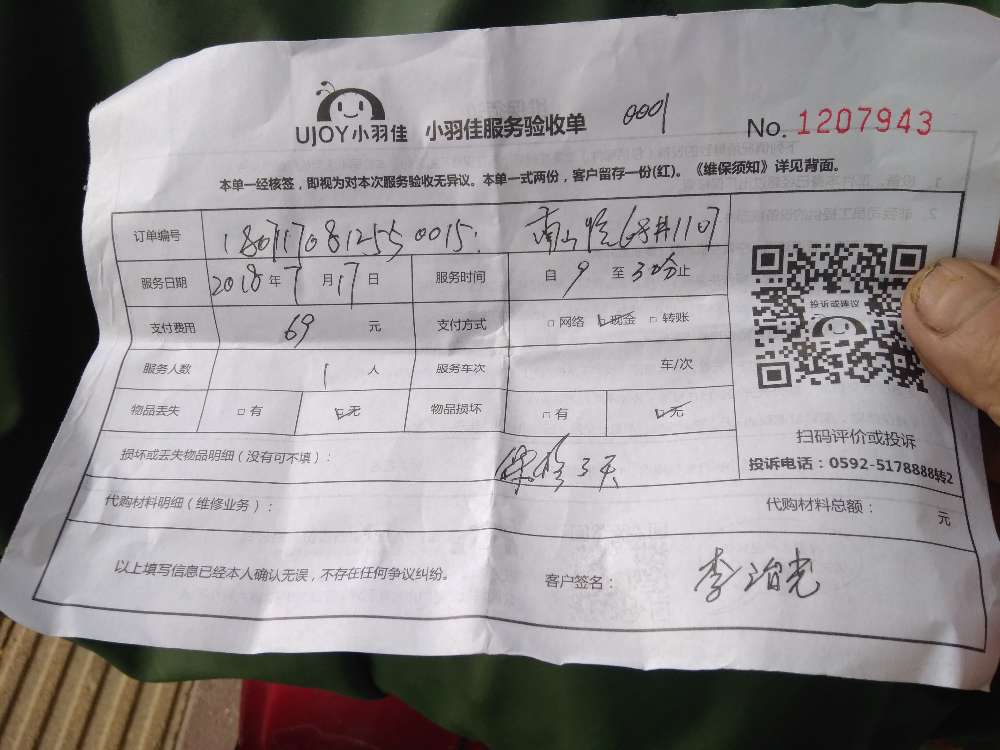 UJOY小羽佳 小羽佳服务验收单 0001 No. 1207943
本单一经核签，即视为对本次服务验收无异议。本单一式两份，客户留存一份(红)。《维保须知》详见背面。
订单编号 180717081255 0015
服务日期 2018年7月17日 服务时间 自9至3 止
支付费用 69 元 支付方式 □ 网络 □ 现金 □ 转账
服务人数 1 人 服务车次 车/次
物品丢失 □ 有 □ 无 物品损坏 □ 有 □ 无
投诉或建议
扫码评价或投诉
投诉电话：0592-5178888转2
损坏或丢失物品明细（没有可不填）： 保修3天
代购材料明细（维修业务）： 代购材料总额： 元
以上填写信息已经本人确认无误，不存在任何争议纠纷。 客户签名： 李治光